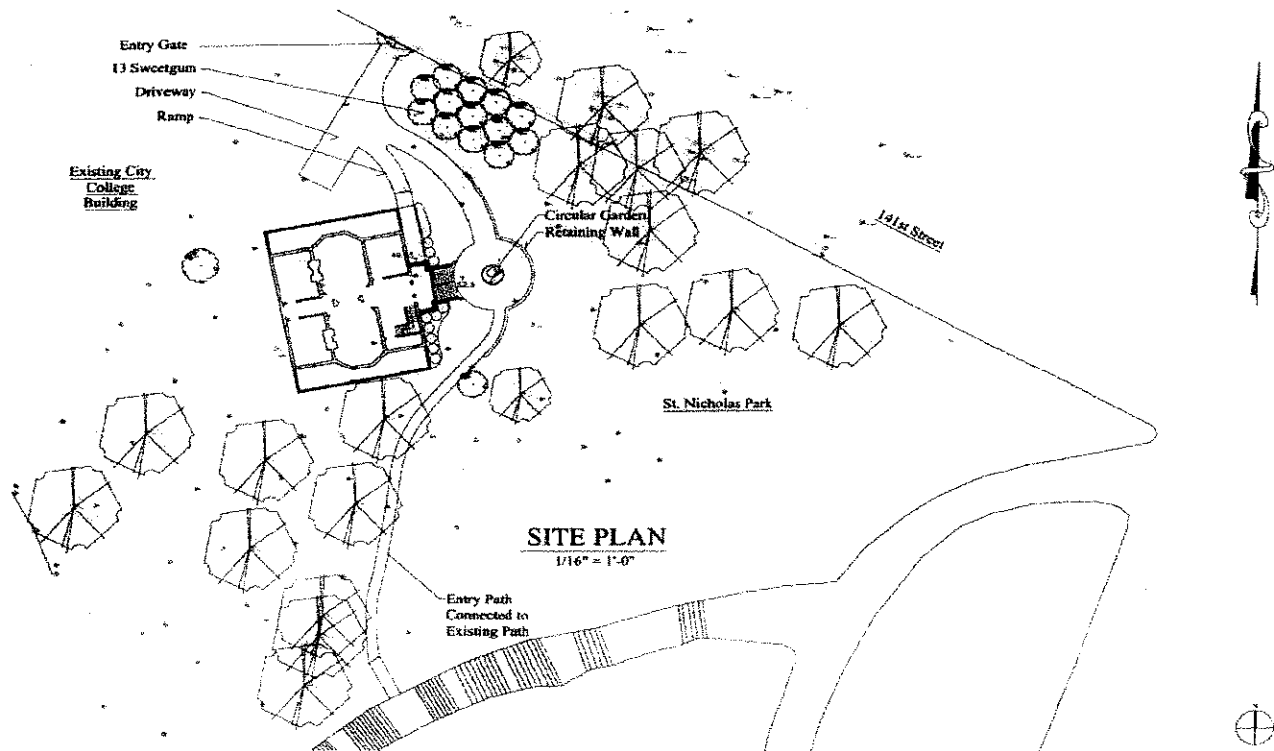 Entry Gate
13 Sweetgum
Driveway
Ramp
Existing City
College
Building
Circular Garden
Retaining Wall
141st Street
St. Nicholas Park
SITE PLAN
1/16" = 1'-0"
Entry Path
Connected to
Existing Path